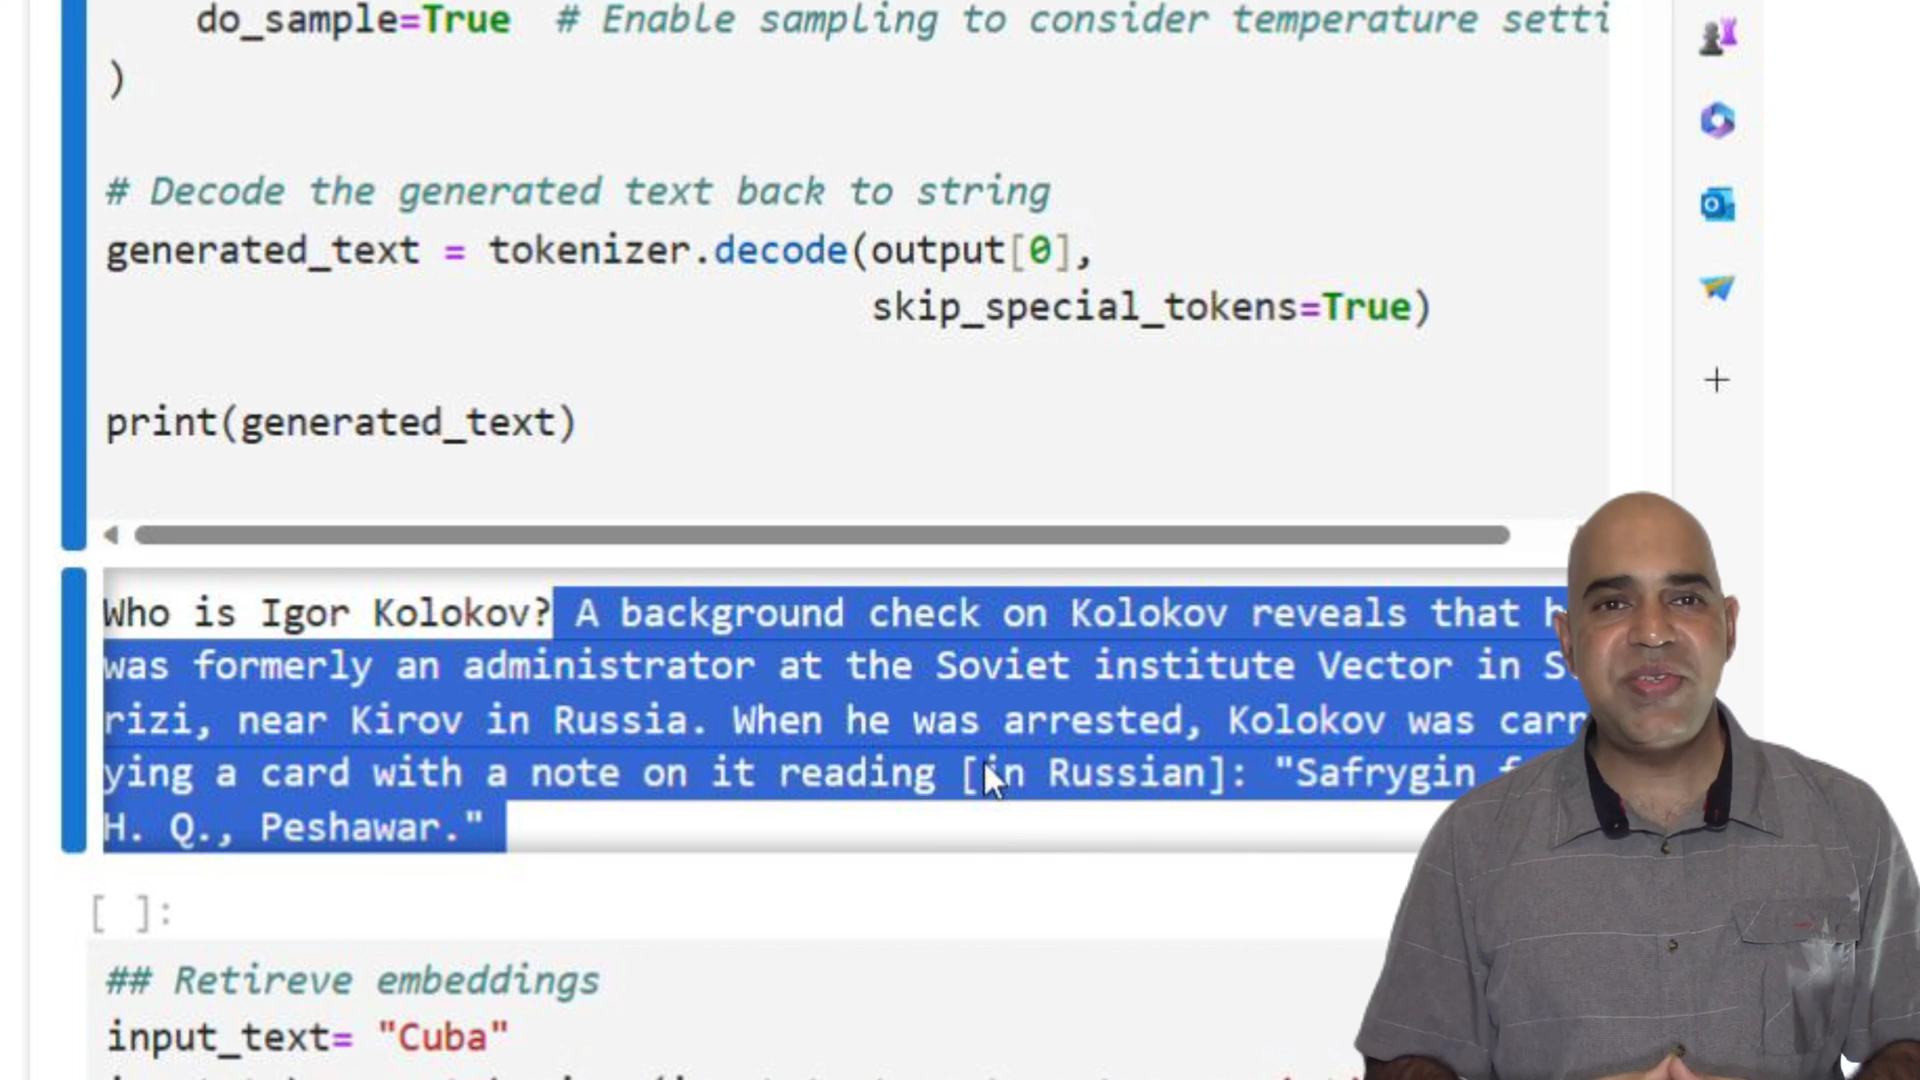 do_sample=True # Enable sampling to consider temperature setti
)
# Decode the generated text back to string
generated_text = tokenizer.decode(output[0],
skip_special_tokens=True)
print(generated_text)
Who is Igor Kolokov? A background check on Kolokov reveals that h
was formerly an administrator at the Soviet institute Vector in S
rizi, near Kirov in Russia. When he was arrested, Kolokov was carr
ying a card with a note on it reading [in Russian]: "Safrygin f
H. Q., Peshawar."
[ ]:
## Retireve embeddings
input_text= "Cuba"